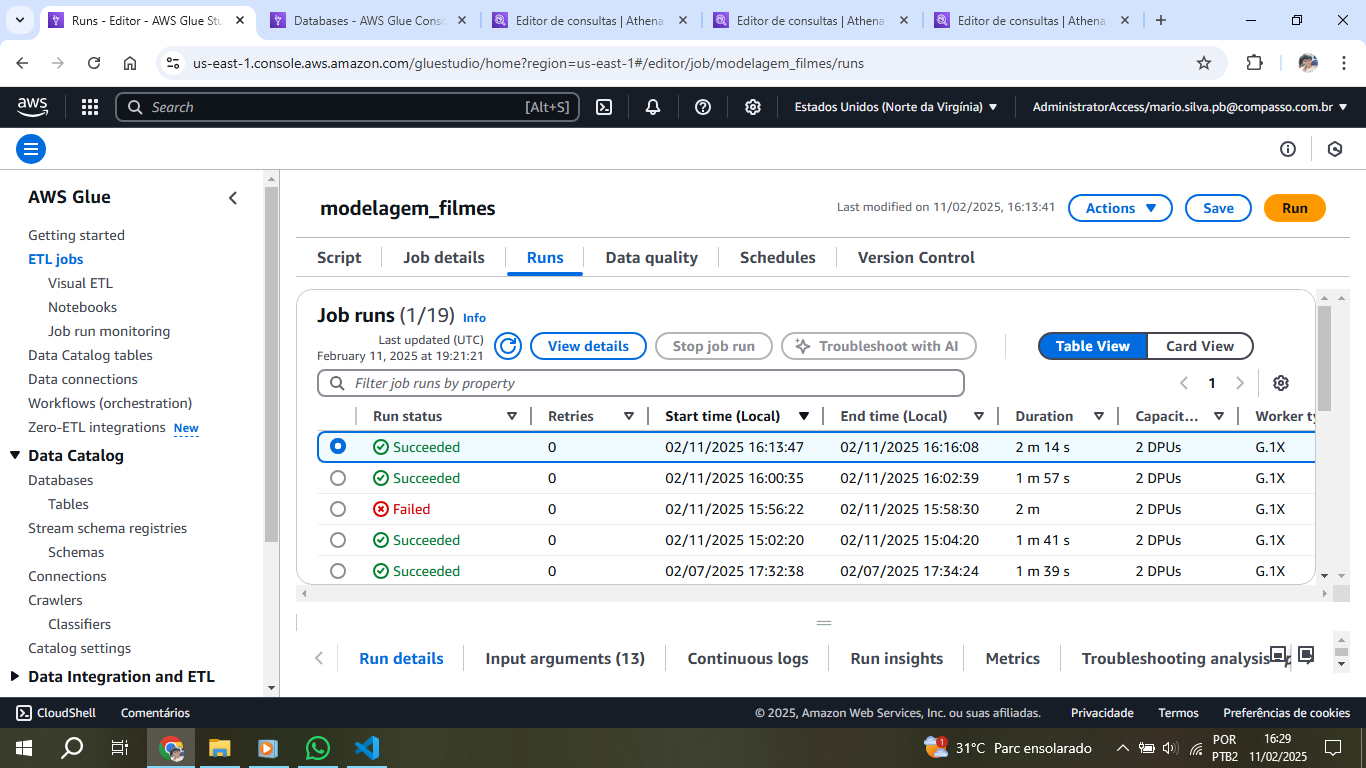 Runs - Editor - AWS Glue Stu
Databases - AWS Glue Conso
Editor de consultas | Athena
Editor de consultas | Athena
Editor de consultas | Athena
us-east-1.console.aws.amazon.com/gluestudio/home?region=us-east-1#/editor/job/modelagem_filmes/runs
aws
Search [Alt+S]
Estados Unidos (Norte da Virgínia)
AdministratorAccess/mario.silva.pb@compasso.com.br
AWS Glue
Getting started
ETL jobs
Visual ETL
Notebooks
Job run monitoring
Data Catalog tables
Data connections
Workflows (orchestration)
Zero-ETL integrations New
Data Catalog
Databases
Tables
Stream schema registries
Schemas
Connections
Crawlers
Classifiers
Catalog settings
Data Integration and ETL
modelagem_filmes
Last modified on 11/02/2025, 16:13:41
Actions
Save
Run
Script Job details Runs Data quality Schedules Version Control
Job runs (1/19) Info
Last updated (UTC)
February 11, 2025 at 19:21:21
View details
Stop job run
Troubleshoot with AI
Table View
Card View
Filter job runs by property
1
Run status Retries Start time (Local) End time (Local) Duration Capacit... Worker ty
Succeeded 0 02/11/2025 16:13:47 02/11/2025 16:16:08 2 m 14 s 2 DPUs G.1X
Succeeded 0 02/11/2025 16:00:35 02/11/2025 16:02:39 1 m 57 s 2 DPUs G.1X
Failed 0 02/11/2025 15:56:22 02/11/2025 15:58:30 2 m 2 DPUs G.1X
Succeeded 0 02/11/2025 15:02:20 02/11/2025 15:04:20 1 m 41 s 2 DPUs G.1X
Succeeded 0 02/07/2025 17:32:38 02/07/2025 17:34:24 1 m 39 s 2 DPUs G.1X
Run details Input arguments (13) Continuous logs Run insights Metrics Troubleshooting analysis
CloudShell Comentários © 2025, Amazon Web Services, Inc. ou suas afiliadas. Privacidade Termos Preferências de cookies
1
31°C Parc ensolarado
POR
PTB2
16:29
11/02/2025